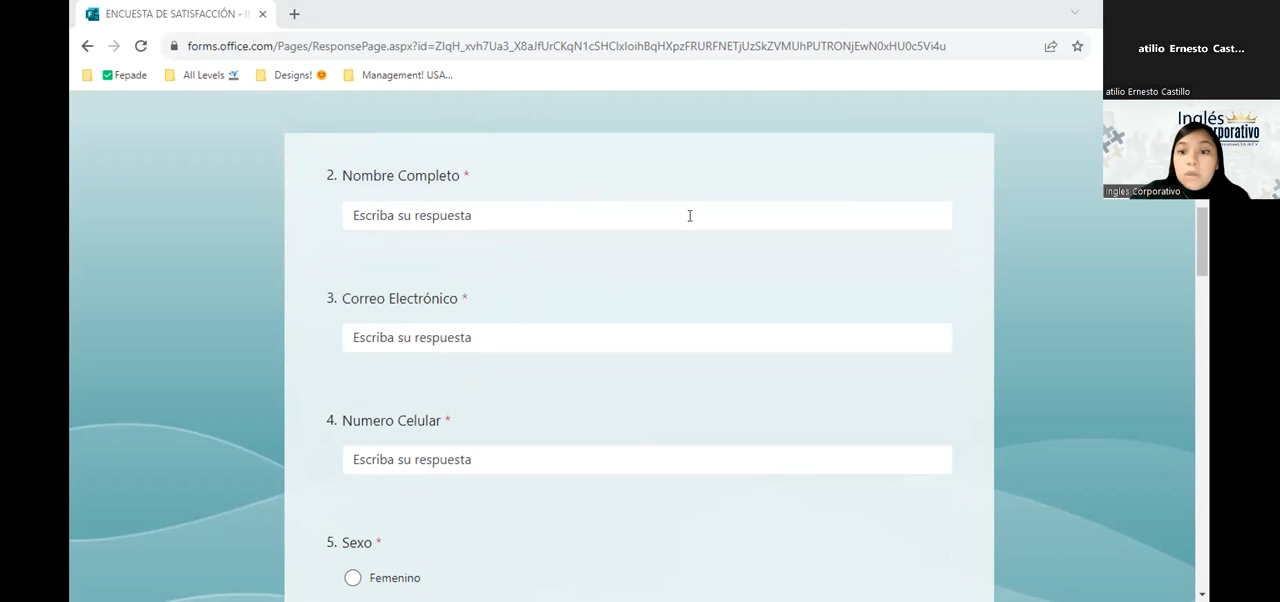 ENCUESTA DE SATISFACCIÓN - I
forms.office.com/Pages/ResponsePage.aspx?id=ZIqH_xvh7Ua3_X8aJfUrCKqN1cSHClxIoihBqHXpzFRURFNETjUzSkZVMUhPUTRONjEwN0xHU0c5Vi4u
Fepade
All Levels
Designs!
Management! USA...
atilio Ernesto Cast...
atilio Ernesto Castillo
Inglés
Corporativo
Ingles Corporativo
2. Nombre Completo *
Escriba su respuesta
3. Correo Electrónico *
Escriba su respuesta
4. Numero Celular *
Escriba su respuesta
5. Sexo *
Femenino